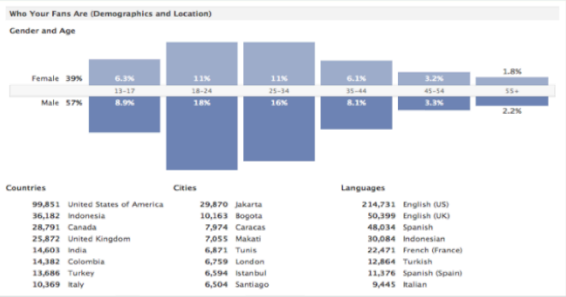 Who Your Fans Are (Demographics and Location)
Gender and Age
Female 39% 6.3% 11% 11% 6.1% 3.2% 1.8%
13-17 18-24 25-34 35-44 45-54 55+
Male 57% 8.9% 18% 16% 8.1% 3.3% 2.2%
Countries Cities Languages
99,851 United States of America 29,870 Jakarta 214,731 English (US)
36,182 Indonesia 10,163 Bogota 50,399 English (UK)
28,791 Canada 7,974 Caracas 48,034 Spanish
25,872 United Kingdom 7,055 Makati 30,084 Indonesian
14,603 India 6,871 Tunis 22,471 French (France)
14,382 Colombia 6,759 London 12,864 Turkish
13,686 Turkey 6,594 Istanbul 11,376 Spanish (Spain)
10,369 Italy 6,504 Santiago 9,445 Italian